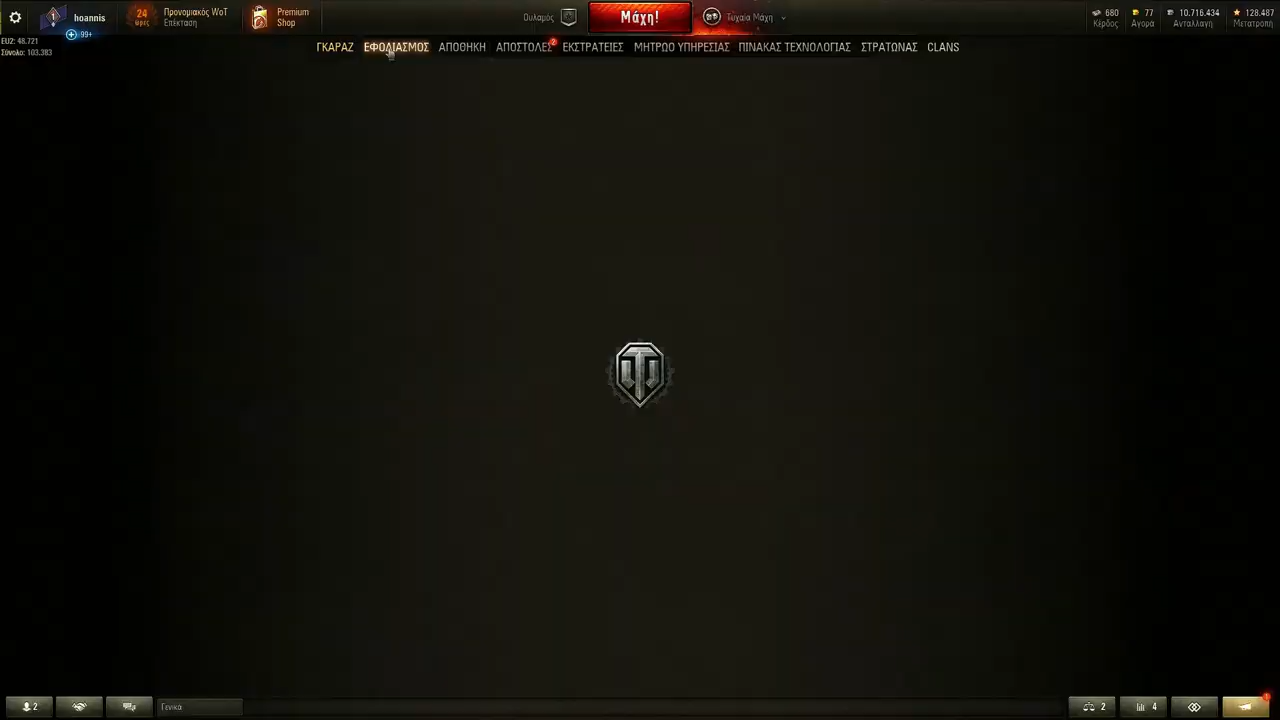 1
hoannis
+ 99+
24
ώρες
Προνομιακός WoT
Επέκταση
Premium
Shop
Ουλαμός
Μάχη!
Τυχαία Μάχη
680
Κέρδος
77
Αγορά
10.716.434
Ανταλλαγή
128.487
Μετατροπή
EU2: 48.721
Σύνολο: 103.383
ΓΚΑΡΑΖ
ΕΦΟΔΙΑΣΜΟΣ
ΑΠΟΘΗΚΗ
ΑΠΟΣΤΟΛΕΣ
2
ΕΚΣΤΡΑΤΕΙΕΣ
ΜΗΤΡΩΟ ΥΠΗΡΕΣΙΑΣ
ΠΙΝΑΚΑΣ ΤΕΧΝΟΛΟΓΙΑΣ
ΣΤΡΑΤΩΝΑΣ
CLANS
2
Γενικά
2
4